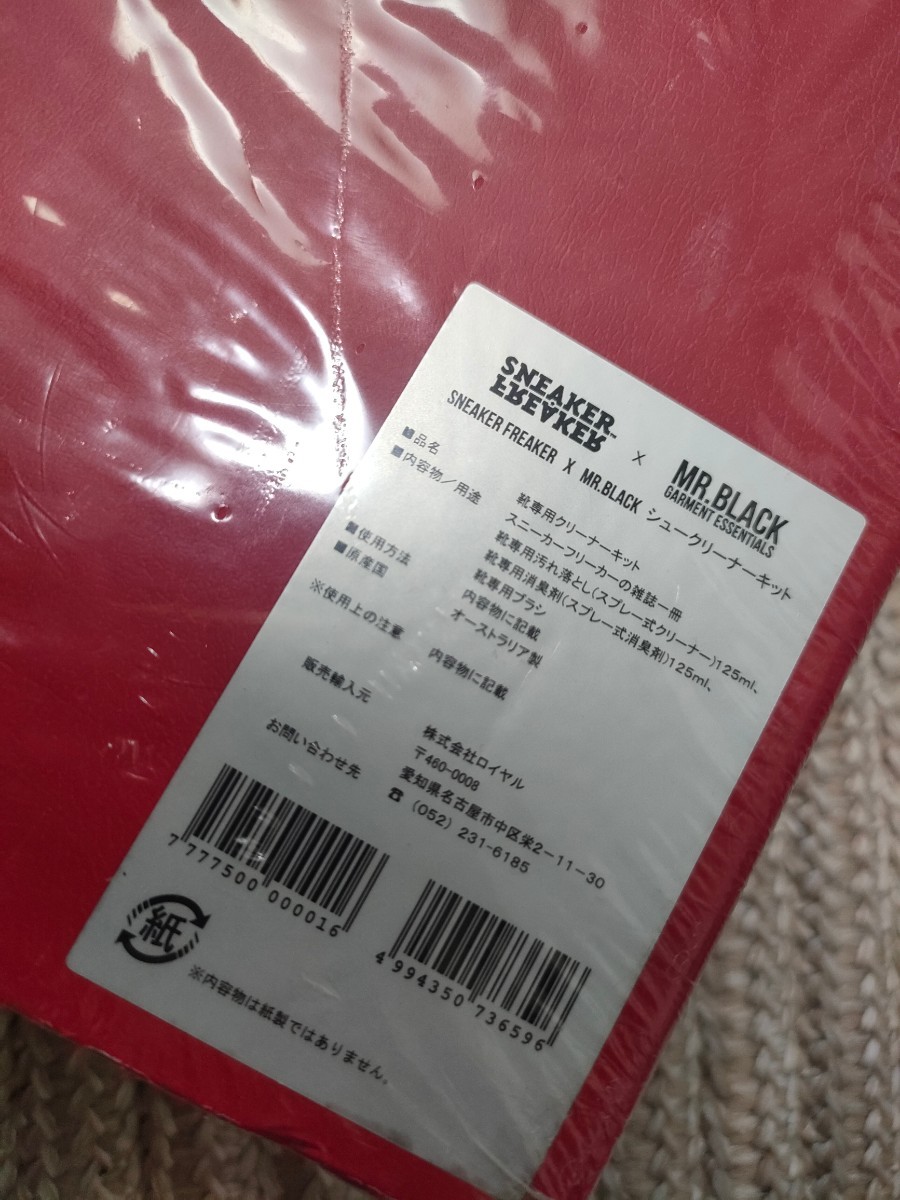 SNEAKER
FREAKER™
x
MR.BLACK
GARMENT ESSENTIALS
SNEAKER FREAKER X MR.BLACK シュークリーナーキット
■品名 靴専用クリーナーキット
■内容物／用途 スニーカーフリーカーの雑誌一冊
靴専用汚れ落とし(スプレー式クリーナー)125ml、
靴専用消臭剤(スプレー式消臭剤)125ml、
靴専用ブラシ
■使用方法 内容物に記載
■原産国 オーストラリア製
※使用上の注意 内容物に記載
販売輸入元 株式会社ロイヤル
〒460-0008
愛知県名古屋市中区栄2-11-30
お問い合わせ先 ☎ (052) 231-6185
7 777500 000016
4 994350 736596
紙
※内容物は紙製ではありません。